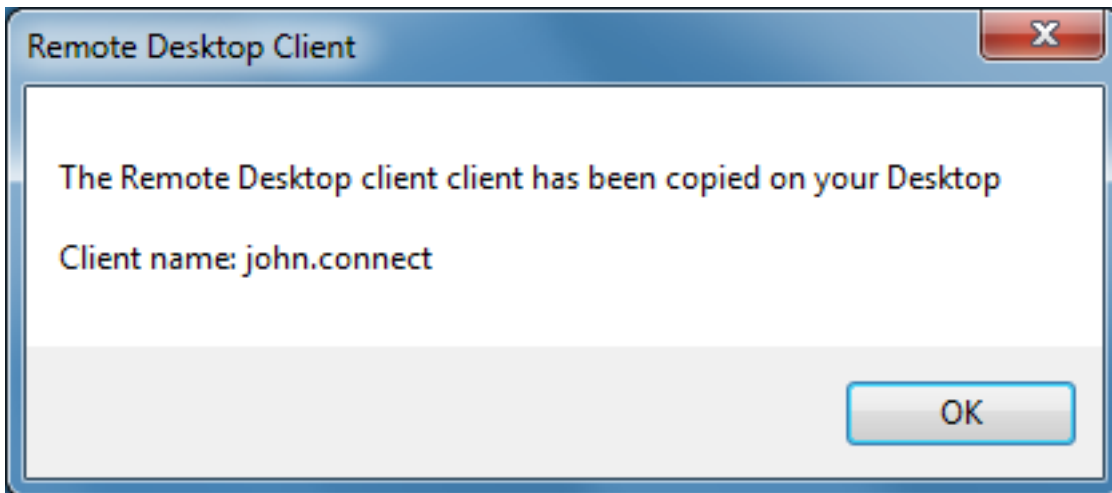 Remote Desktop Client
The Remote Desktop client client has been copied on your Desktop
Client name: john.connect
OK